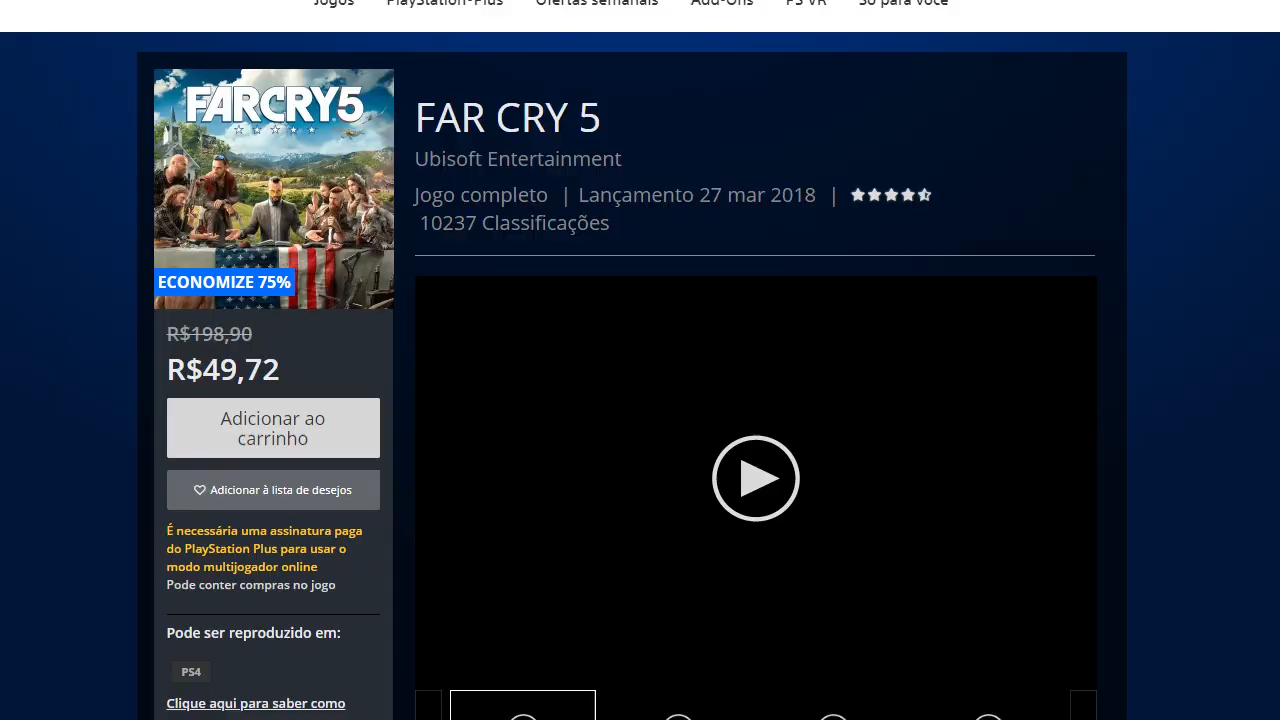 Jogos PlayStation®Plus Ofertas semanais Add-Ons PS VR Só para você
FARCRY5
ECONOMIZE 75%
R$198,90
R$49,72
Adicionar ao
carrinho
Adicionar à lista de desejos
É necessária uma assinatura paga
do PlayStation Plus para usar o
modo multijogador online
Pode conter compras no jogo
Pode ser reproduzido em:
PS4
Clique aqui para saber como
FAR CRY 5
Ubisoft Entertainment
Jogo completo | Lançamento 27 mar 2018 |
10237 Classificações